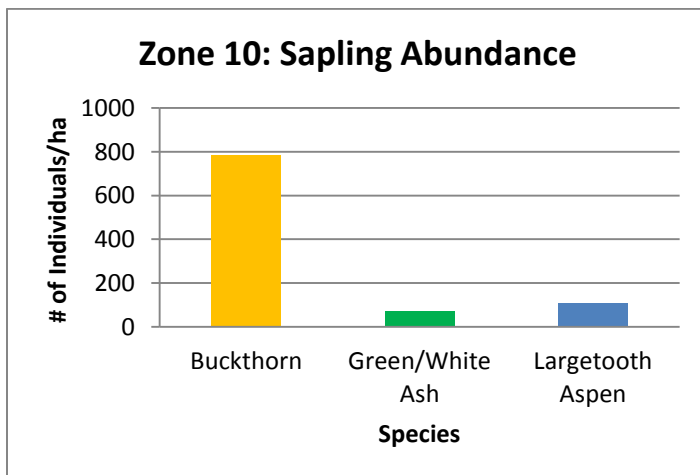 Zone 10: Sapling Abundance
# of Individuals/ha
1000
800
600
400
200
0
Buckthorn Green/White Largetooth
Ash Aspen
Species